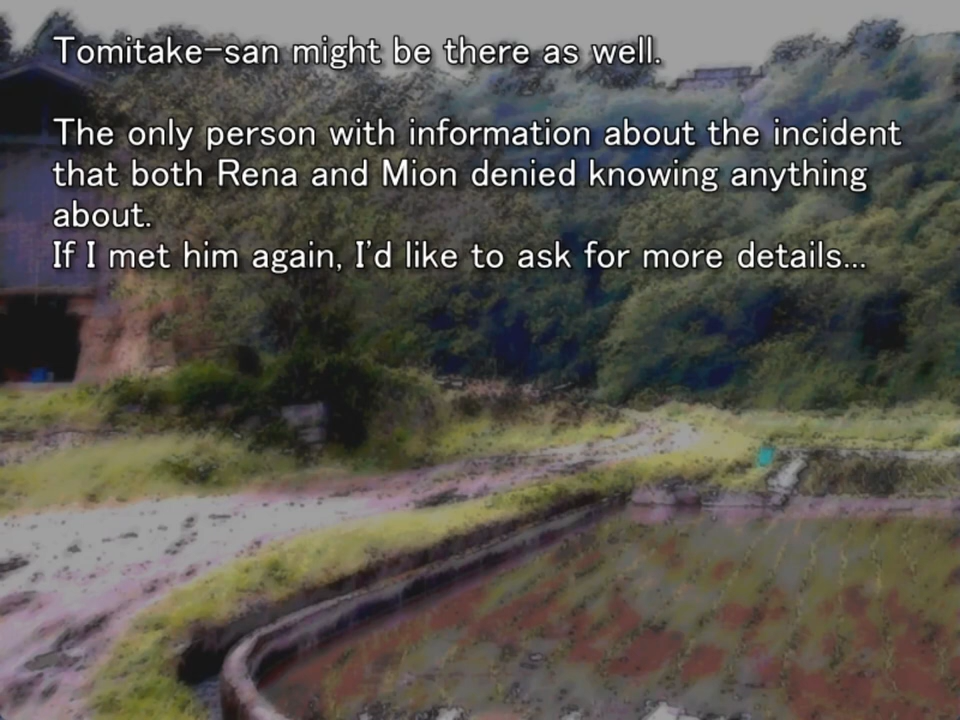 Tomitake-san might be there as well.
The only person with information about the incident
that both Rena and Mion denied knowing anything
about.
If I met him again, I'd like to ask for more details...